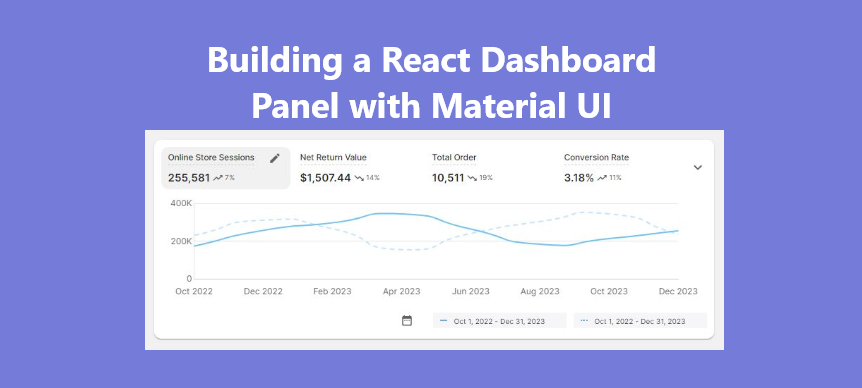 Building a React Dashboard
Panel with Material UI
Online Store Sessions
255,581 7%
Net Return Value
$1,507.44 14%
Total Order
10,511 19%
Conversion Rate
3.18% 11%
400K
200K
0
Oct 2022 Dec 2022 Feb 2023 Apr 2023 Jun 2023 Aug 2023 Oct 2023 Dec 2023
Oct 1, 2022 - Dec 31, 2023 Oct 1, 2022 - Dec 31, 2023